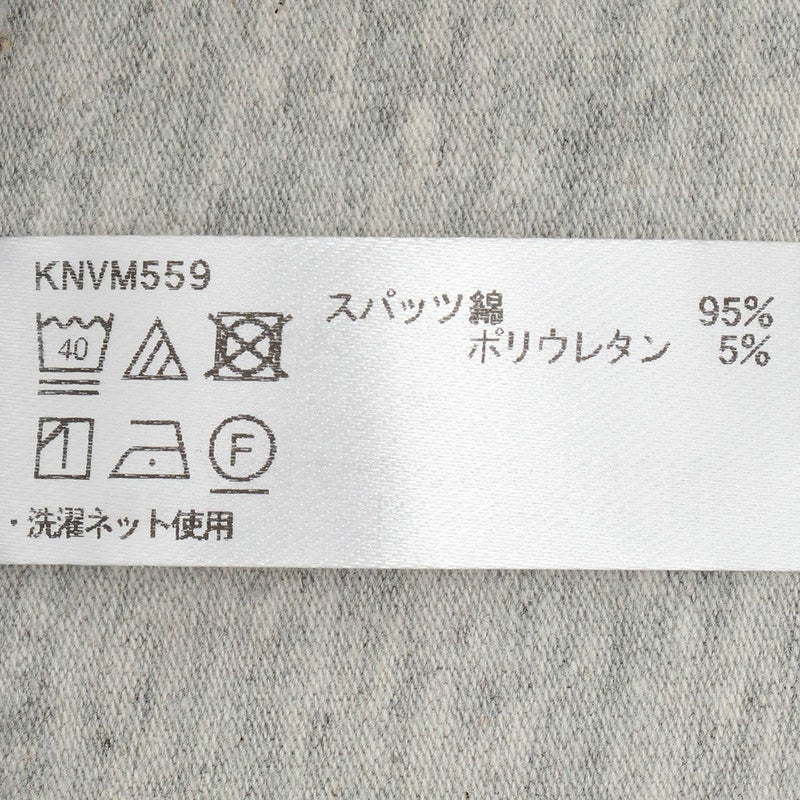 KNVM559
スパッツ 綿 95%
ポリウレタン 5%
40
F
・洗濯ネット使用